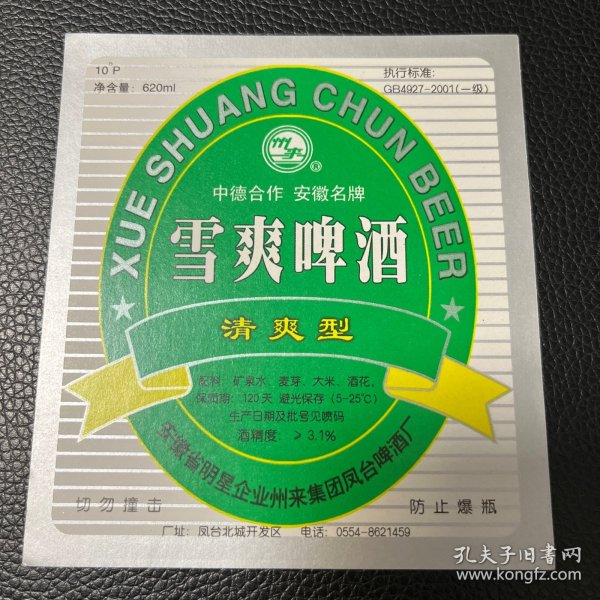 10°P
净含量：620ml
执行标准：
GB4927-2001(一级)
XUE SHUANG CHUN BEER
州来
®
中德合作 安徽名牌
雪爽啤酒
清爽型
配料：矿泉水、麦芽、大米、酒花。
保质期：120天 避光保存（5-25℃）
生产日期及批号见喷码
酒精度：≥3.1%
安徽省明星企业州来集团凤台啤酒厂
切勿撞击
防止爆瓶
厂址：凤台北城开发区 电话：0554-8621459
孔夫子旧书网
www.kongfz.com